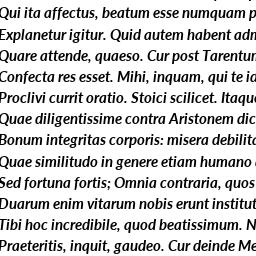 Qui ita affectus, beatum esse numquam p
Explanetur igitur. Quid autem habent adm
Quare attende, quaeso. Cur post Tarentum
Confecta res esset. Mihi, inquam, qui te id
Proclivi currit oratio. Stoici scilicet. Itaque
Quae diligentissime contra Aristonem dic
Bonum integritas corporis: misera debilita
Quae similitudo in genere etiam humano
Sed fortuna fortis; Omnia contraria, quos
Duarum enim vitarum nobis erunt institut
Tibi hoc incredibile, quod beatissimum. N
Praeteritis, inquit, gaudeo. Cur deinde Me